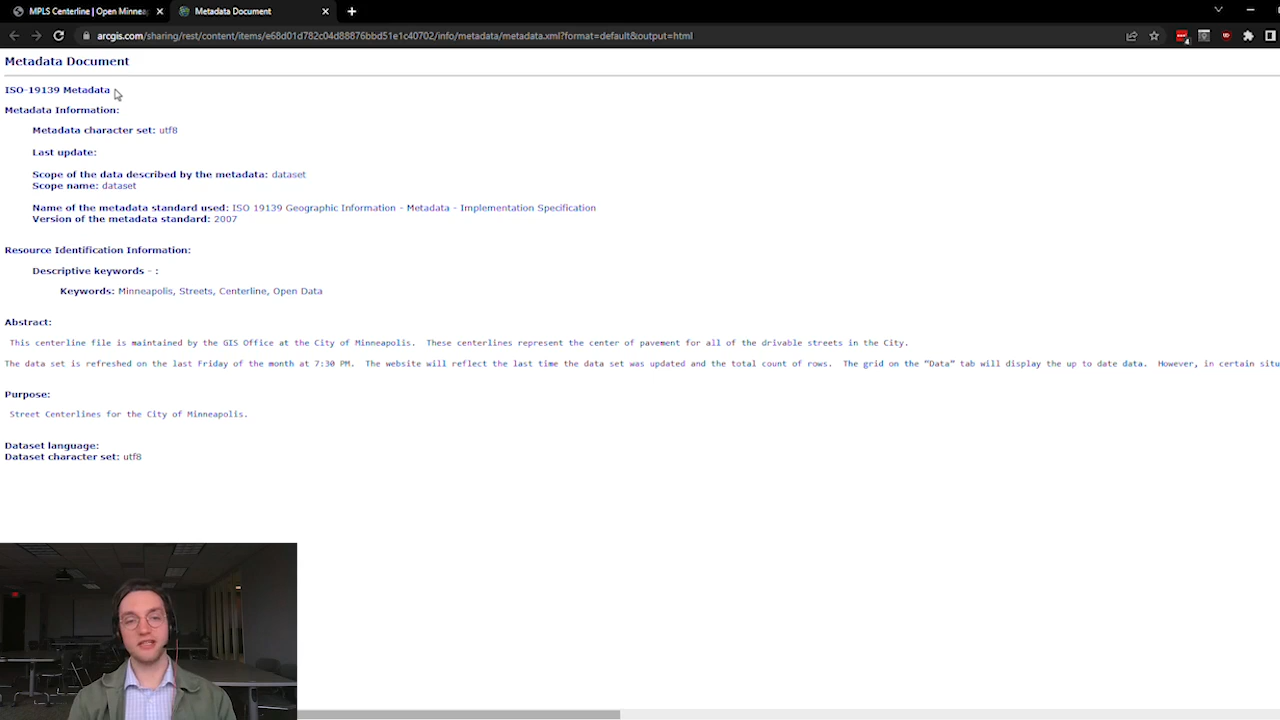 MPLS Centerline | Open Minneap
Metadata Document
arcgis.com/sharing/rest/content/items/e68d01d782c04d88876bbd51e1c40702/info/metadata/metadata.xml?format=default&output=html
Metadata Document
ISO-19139 Metadata
Metadata Information:
Metadata character set: utf8
Last update:
Scope of the data described by the metadata: dataset
Scope name: dataset
Name of the metadata standard used: ISO 19139 Geographic Information - Metadata - Implementation Specification
Version of the metadata standard: 2007
Resource Identification Information:
Descriptive keywords - :
Keywords: Minneapolis, Streets, Centerline, Open Data
Abstract:
This centerline file is maintained by the GIS Office at the City of Minneapolis. These centerlines represent the center of pavement for all of the drivable streets in the City.
The data set is refreshed on the last Friday of the month at 7:30 PM. The website will reflect the last time the data set was updated and the total count of rows. The grid on the “Data” tab will display the up to date data. However, in certain situ
Purpose:
Street Centerlines for the City of Minneapolis.
Dataset language:
Dataset character set: utf8